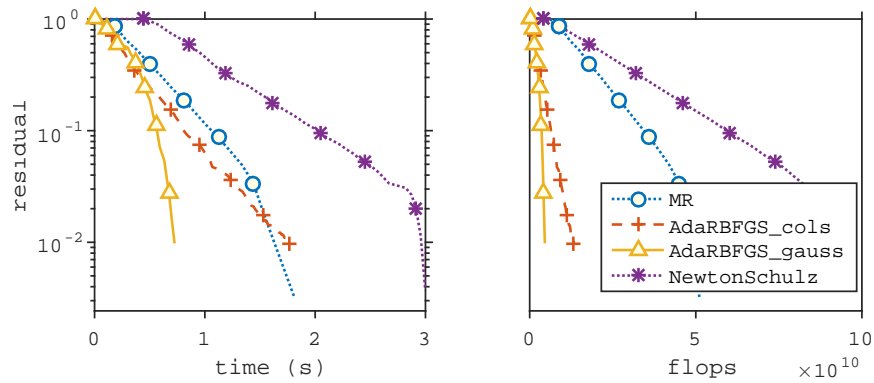 residual
10^0
10^-1
10^-2
0
1
2
3
time (s)
MR
AdaRBFGS_cols
AdaRBFGS_gauss
NewtonSchulz
0
5
10
flops
×10^10